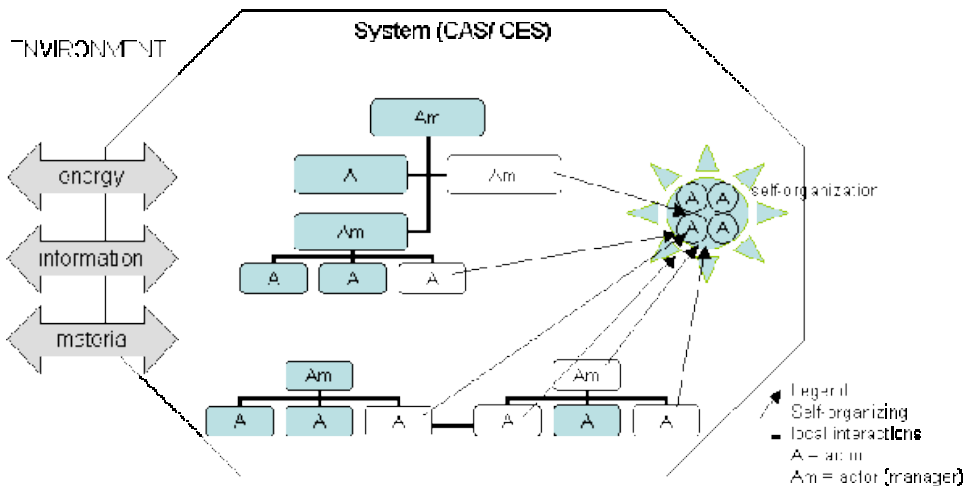 System (CAS/ CES)
ENVIRONMENT
Am
A
Am
energy
self-organization
A A
A A
Am
information
A
A
A
materia
Am
Am
A
A
A
A
A
A
Legend
Self-organizing
local interactions
A =
Am = actor (manager)